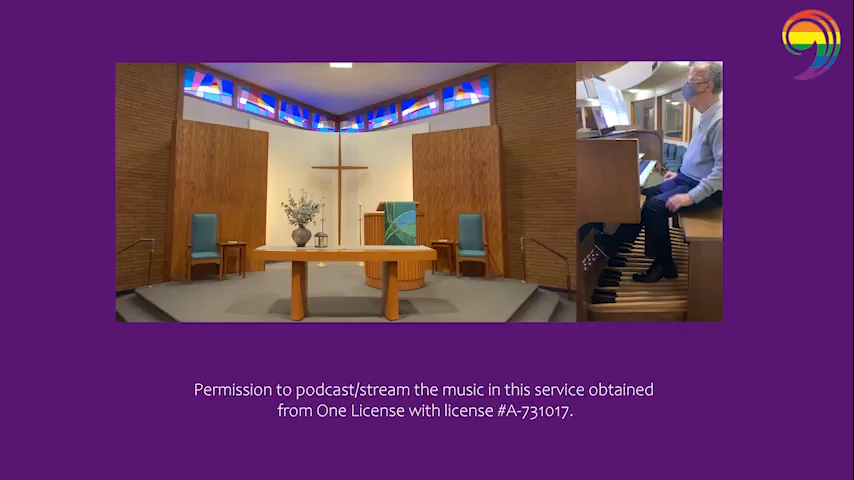 Permission to podcast/stream the music in this service obtained
from One License with license #A-731017.